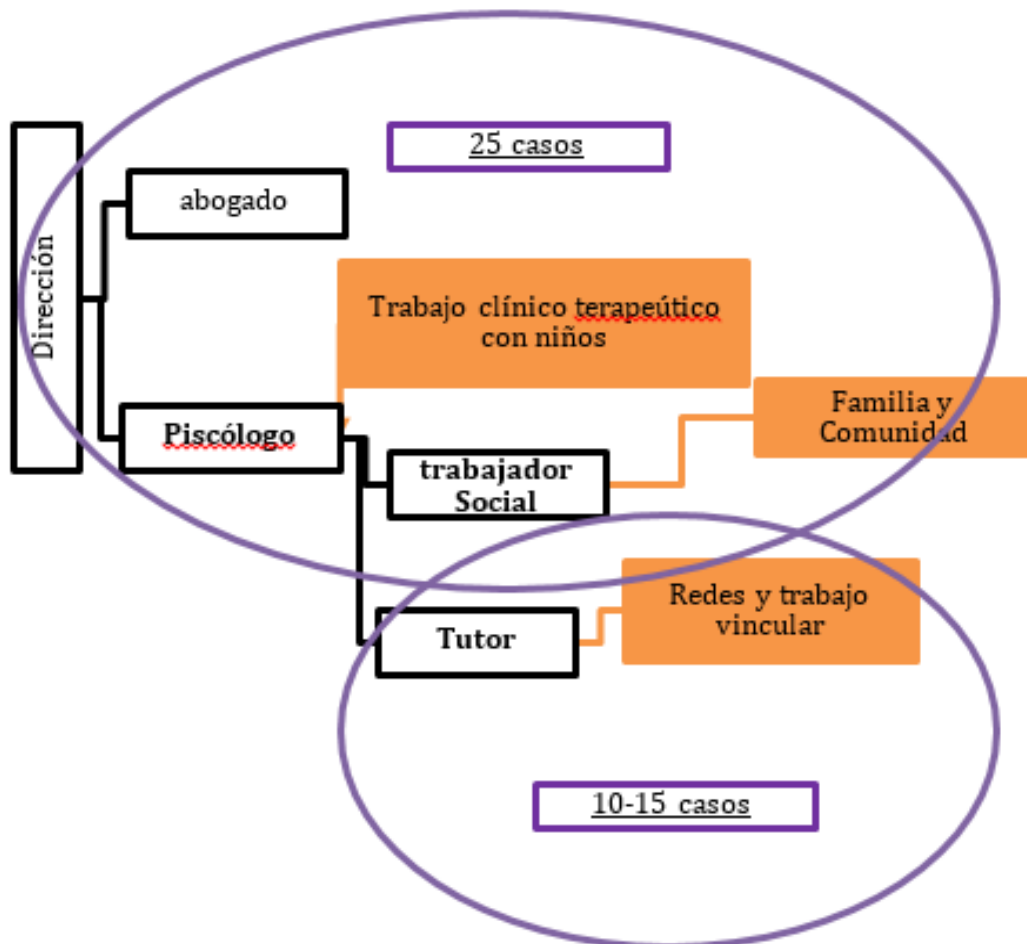 25 casos
abogado
Dirección
Trabajo clínico terapeútico
con niños
Familia y
Comunidad
Piscólogo
trabajador
Social
Redes y trabajo
vincular
Tutor
10-15 casos